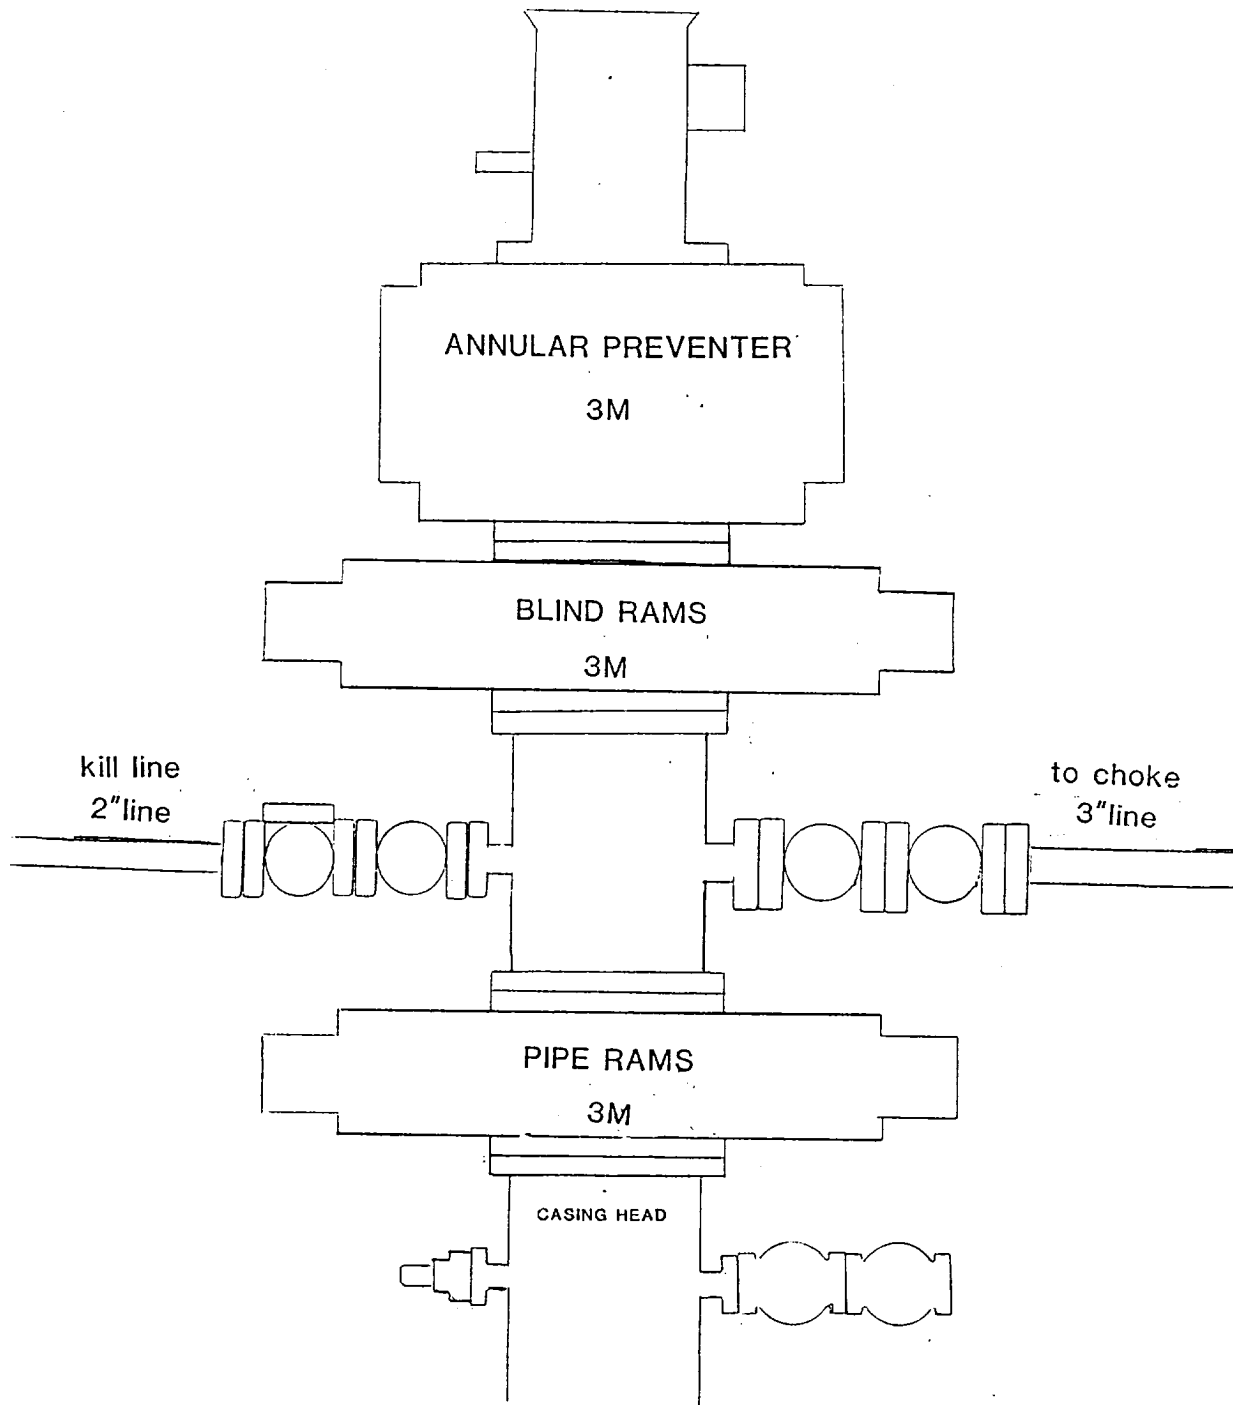 ANNULAR PREVENTER
3M
BLIND RAMS
3M
kill line
2"line
to choke
3"line
PIPE RAMS
3M
CASING HEAD